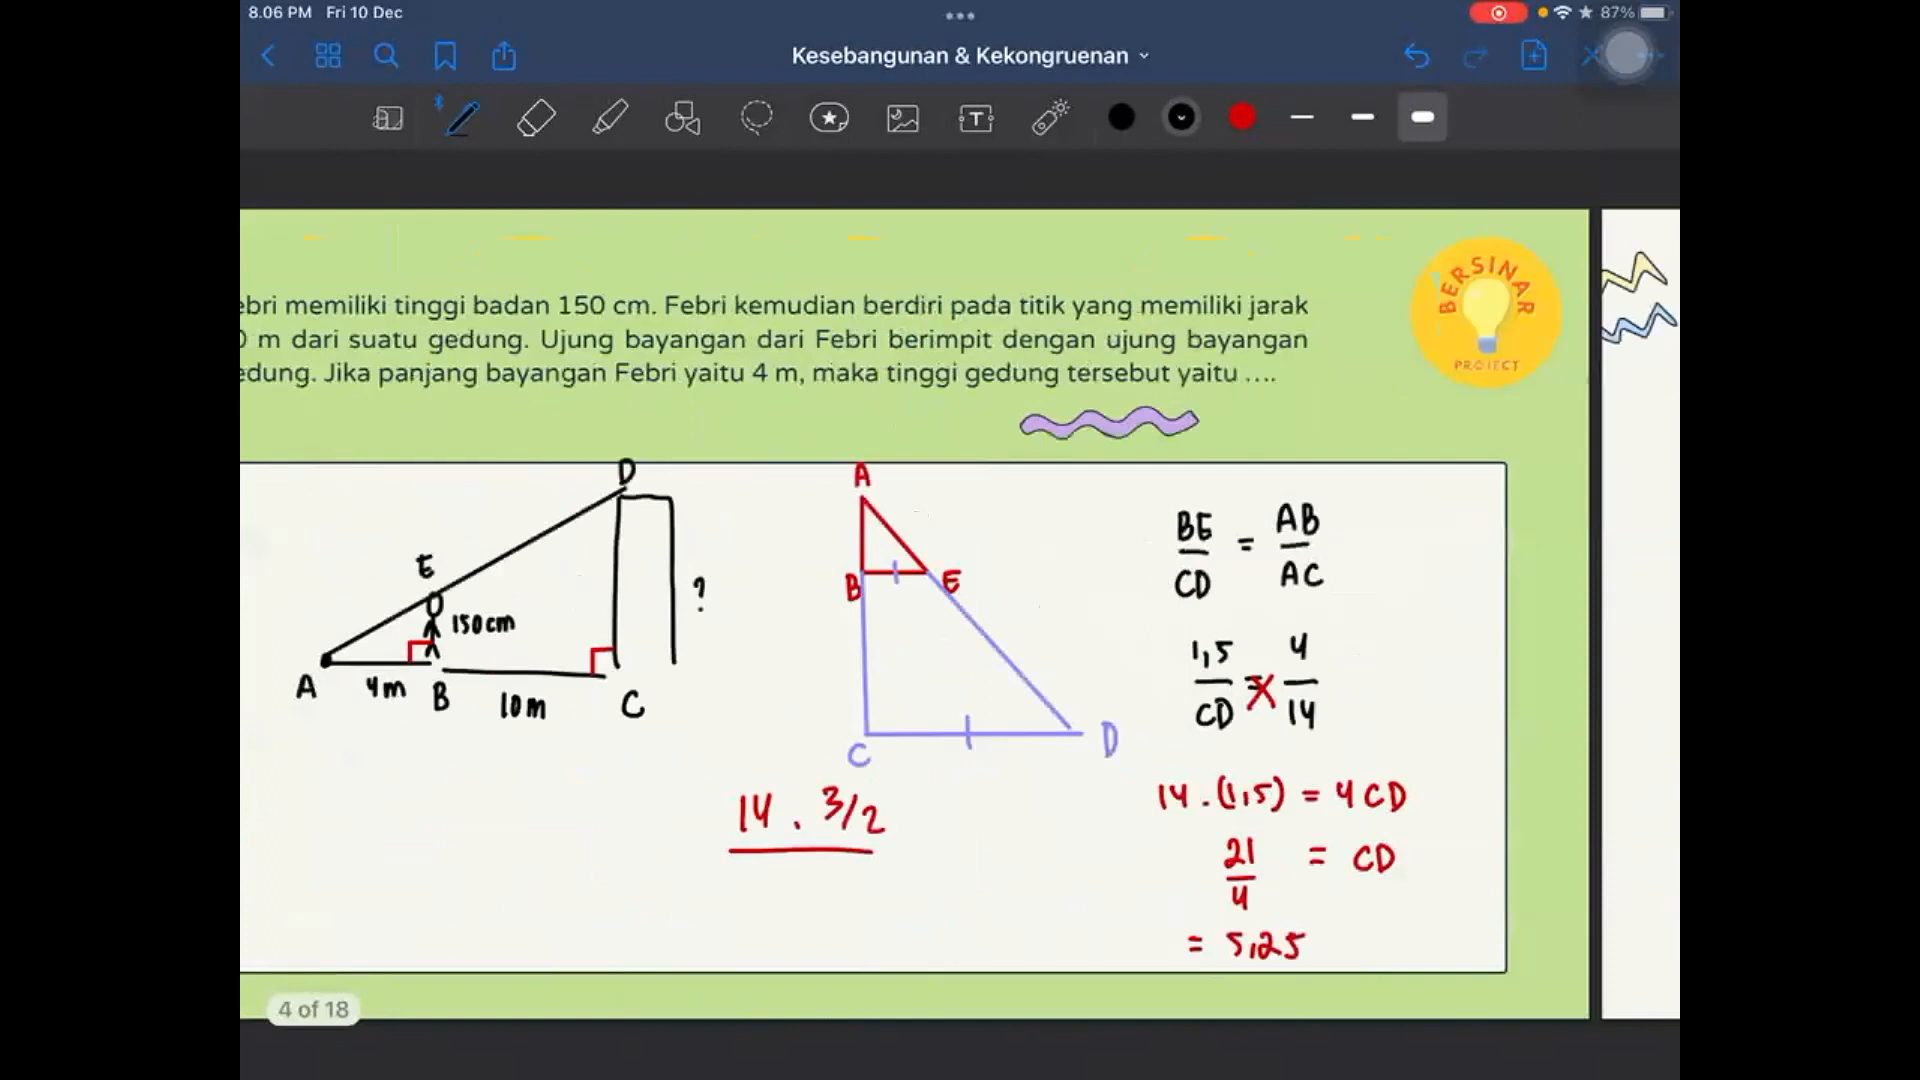 8.06 PM Fri 10 Dec
87%
Kesebangunan & Kekongruenan
T
BERSINAR
PROJECT
ebri memiliki tinggi badan 150 cm. Febri kemudian berdiri pada titik yang memiliki jarak
0 m dari suatu gedung. Ujung bayangan dari Febri berimpit dengan ujung bayangan
edung. Jika panjang bayangan Febri yaitu 4 m, maka tinggi gedung tersebut yaitu ....
D
E
150cm
?
A 4m B 10m C
A
B E
C D
14 . 3/2
BE/CD = AB/AC
1,5/CD = 4/14
14 . (1,5) = 4CD
21/4 = CD
= 5,25
4 of 18